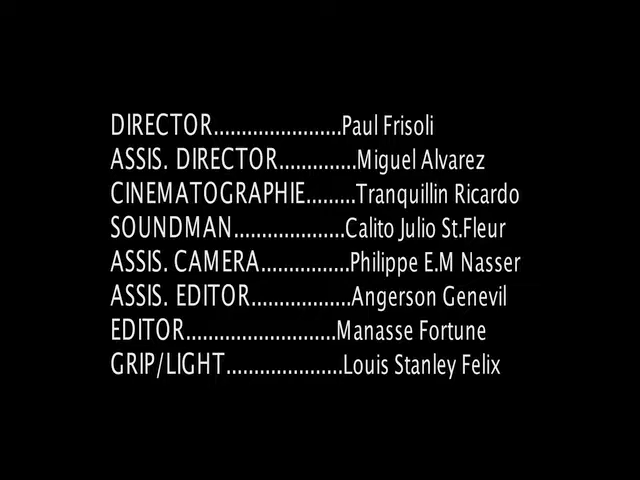 DIRECTOR........................Paul Frisoli
ASSIS. DIRECTOR..............Miguel Alvarez
CINEMATOGRAPHIE.........Tranquillin Ricardo
SOUNDMAN.....................Calito Julio St.Fleur
ASSIS. CAMERA.................Philippe E.M Nasser
ASSIS. EDITOR...................Angerson Genevil
EDITOR............................Manasse Fortune
GRIP/LIGHT......................Louis Stanley Felix